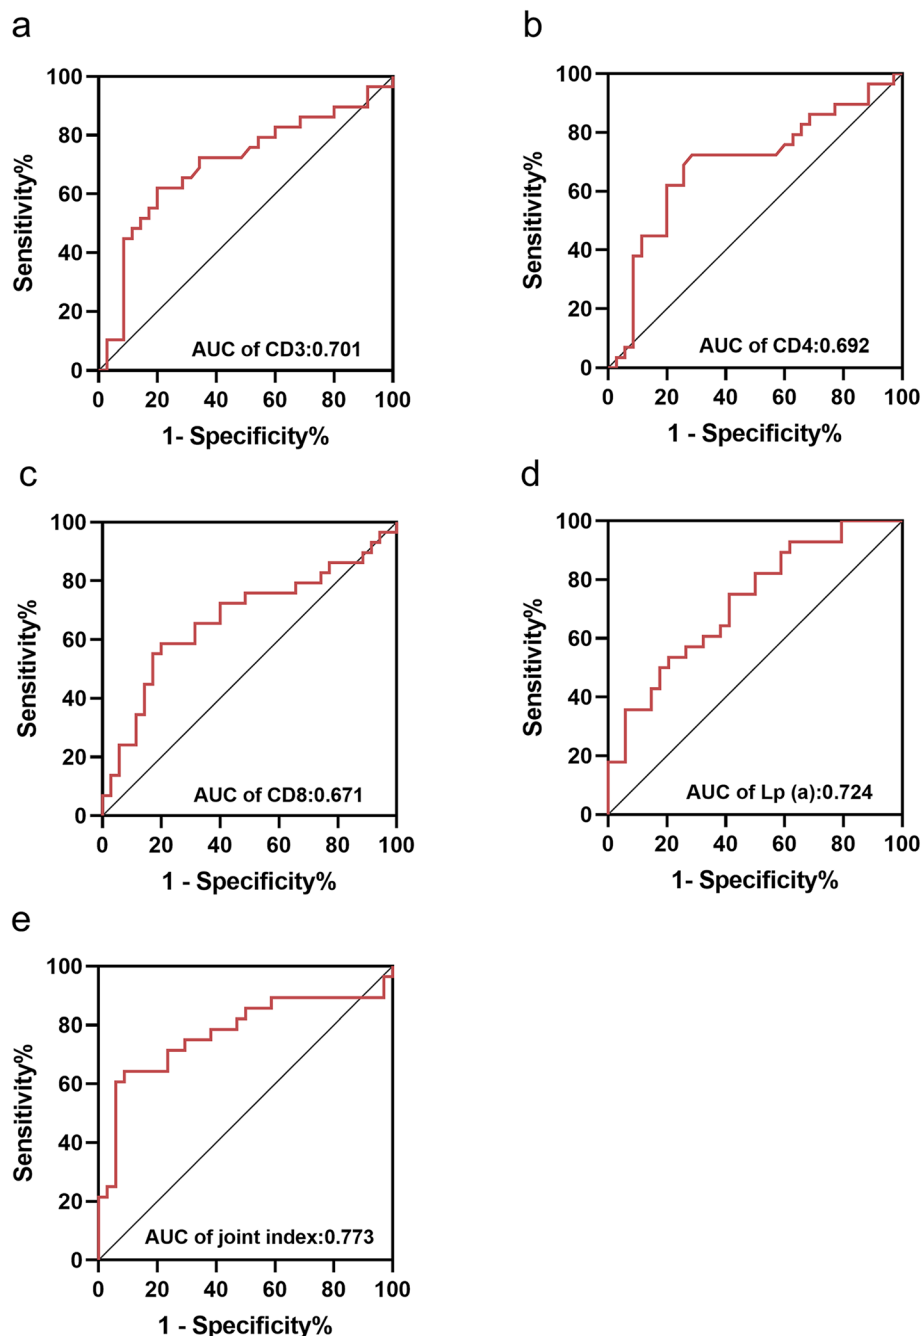 a
100
80
60
40
20
0
Sensitivity%
AUC of CD3:0.701
0 20 40 60 80 100
1- Specificity%
b
100
80
60
40
20
0
Sensitivity%
AUC of CD4:0.692
0 20 40 60 80 100
1 - Specificity%
c
100
80
60
40
20
0
Sensitivity%
AUC of CD8:0.671
0 20 40 60 80 100
1 - Specificity%
d
100
80
60
40
20
0
Sensitivity%
AUC of Lp (a):0.724
0 20 40 60 80 100
1- Specificity%
e
100
80
60
40
20
0
Sensitivity%
AUC of joint index:0.773
0 20 40 60 80 100
1 - Specificity%